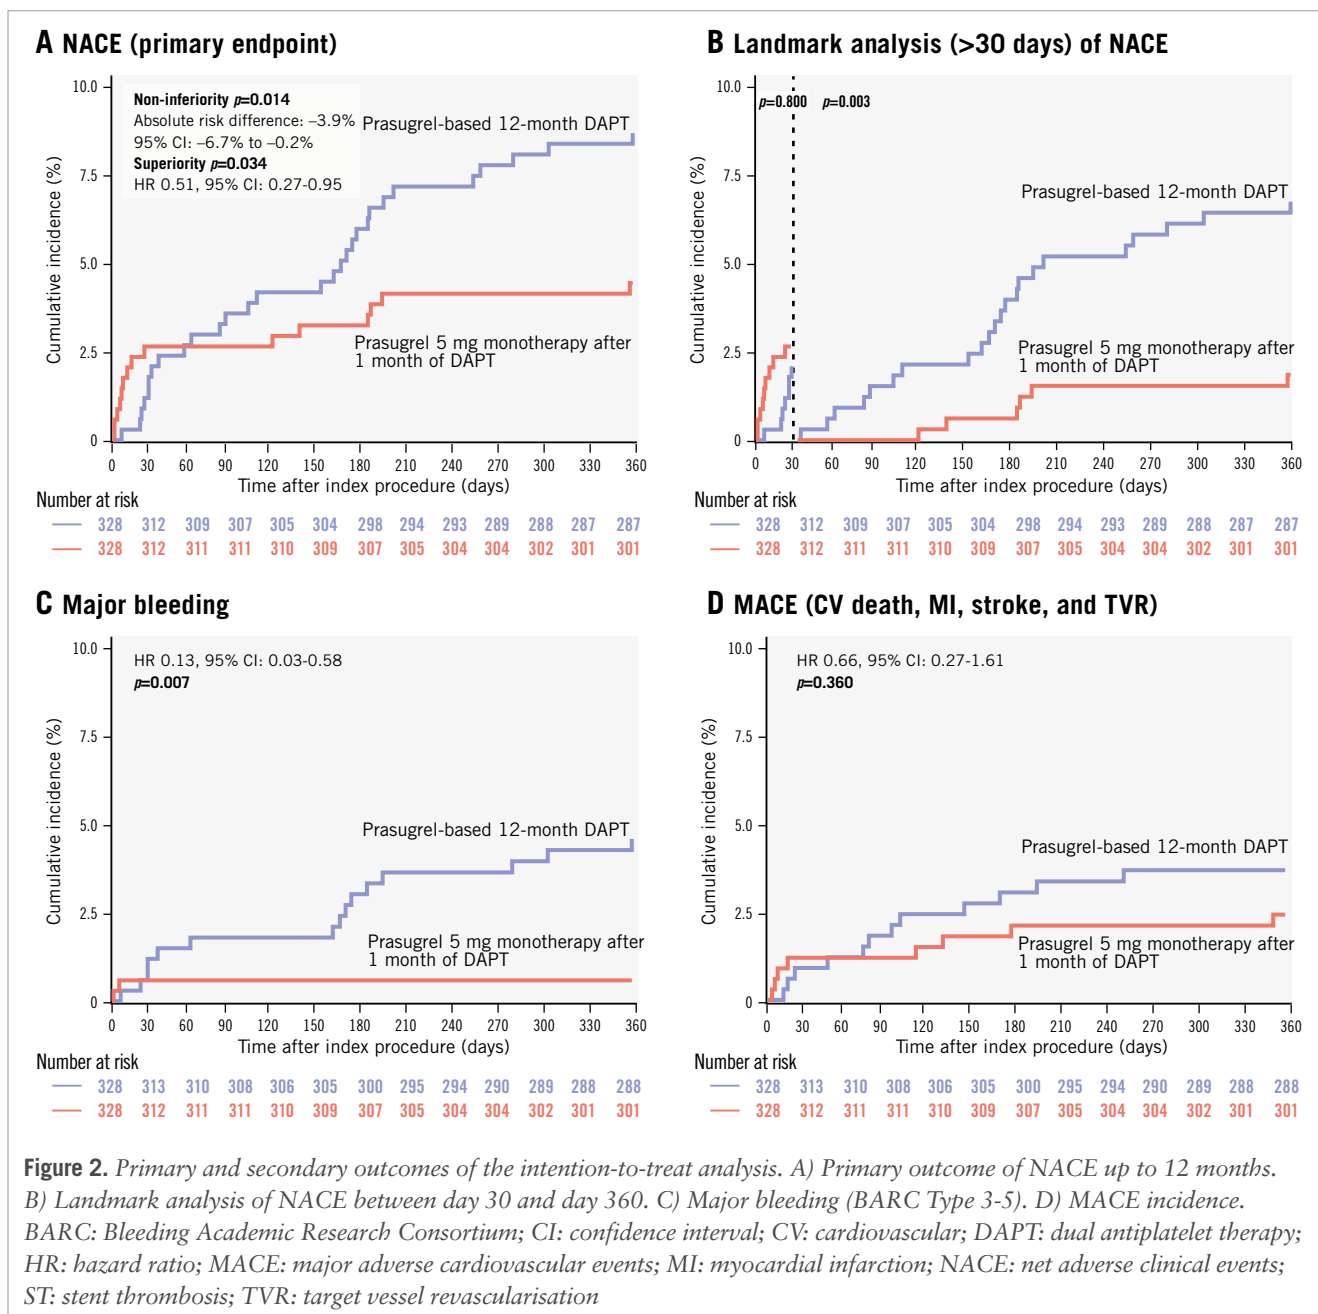 A NACE (primary endpoint)
10.0
7.5
5.0
2.5
0
Cumulative incidence (%)
Non-inferiority p=0.014
Absolute risk difference: –3.9%
95% CI: –6.7% to –0.2%
Superiority p=0.034
HR 0.51, 95% CI: 0.27-0.95
Prasugrel-based 12-month DAPT
Prasugrel 5 mg monotherapy after
1 month of DAPT
0 30 60 90 120 150 180 210 240 270 300 330 360
Time after index procedure (days)
Number at risk
328 312 309 307 305 304 298 294 293 289 288 287 287
328 312 311 311 310 309 307 305 304 304 302 301 301
B Landmark analysis (>30 days) of NACE
10.0
7.5
5.0
2.5
0
Cumulative incidence (%)
p=0.800 p=0.003
Prasugrel-based 12-month DAPT
Prasugrel 5 mg monotherapy after
1 month of DAPT
0 30 60 90 120 150 180 210 240 270 300 330 360
Time after index procedure (days)
Number at risk
328 312 309 307 305 304 298 294 293 289 288 287 287
328 312 311 311 310 309 307 305 304 304 302 301 301
C Major bleeding
10.0
7.5
5.0
2.5
0
Cumulative incidence (%)
HR 0.13, 95% CI: 0.03-0.58
p=0.007
Prasugrel-based 12-month DAPT
Prasugrel 5 mg monotherapy after
1 month of DAPT
0 30 60 90 120 150 180 210 240 270 300 330 360
Time after index procedure (days)
Number at risk
328 313 310 308 306 305 300 295 294 290 289 288 288
328 312 311 311 310 309 307 305 304 304 302 301 301
D MACE (CV death, MI, stroke, and TVR)
10.0
7.5
5.0
2.5
0
Cumulative incidence (%)
HR 0.66, 95% CI: 0.27-1.61
p=0.360
Prasugrel-based 12-month DAPT
Prasugrel 5 mg monotherapy after
1 month of DAPT
0 30 60 90 120 150 180 210 240 270 300 330 360
Time after index procedure (days)
Number at risk
328 313 310 308 306 305 300 295 294 290 289 288 288
328 312 311 311 310 309 307 305 304 304 302 301 301
Figure 2. Primary and secondary outcomes of the intention-to-treat analysis. A) Primary outcome of NACE up to 12 months.
B) Landmark analysis of NACE between day 30 and day 360. C) Major bleeding (BARC Type 3-5). D) MACE incidence.
BARC: Bleeding Academic Research Consortium; CI: confidence interval; CV: cardiovascular; DAPT: dual antiplatelet therapy;
HR: hazard ratio; MACE: major adverse cardiovascular events; MI: myocardial infarction; NACE: net adverse clinical events;
ST: stent thrombosis; TVR: target vessel revascularisation